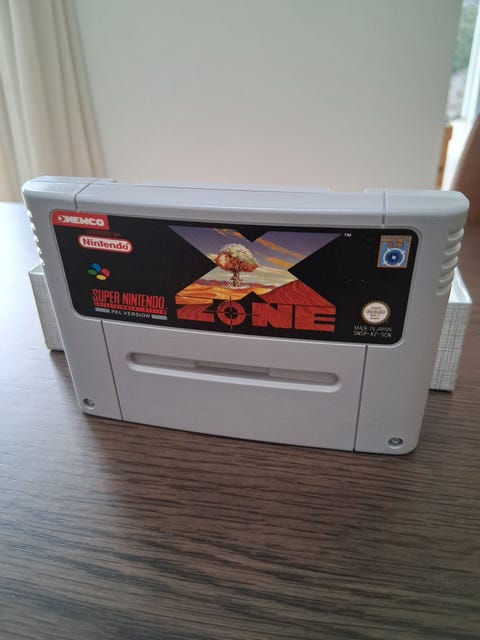 KEMCO
LICENSED BY
Nintendo
SUPER NINTENDO
ENTERTAINMENT SYSTEM
PAL VERSION
X
ZONE
TM
MADE IN JAPAN
SNSP-XZ-SCN